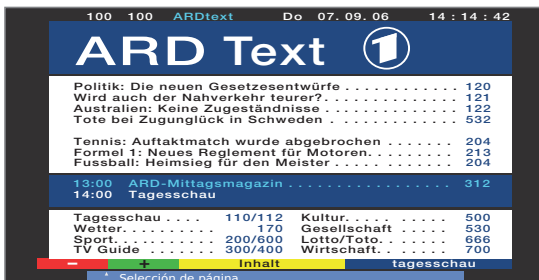 100 100 ARDtext Do 07. 09. 06 14 : 14 : 42
ARD Text 1
Politik: Die neuen Gesetzesentwürfe . . . . . . . . . . . . 120
Wird auch der Nahverkehr teurer?. . . . . . . . . . . . . . 121
Australien: Keine Zugeständnisse . . . . . . . . . . . . . . 122
Tote bei Zugunglück in Schweden . . . . . . . . . . . . . 532
Tennis: Auftaktmatch wurde abgebrochen . . . . . . . 204
Formel 1: Neues Reglement für Motoren. . . . . . . . . 213
Fussball: Heimsieg für den Meister . . . . . . . . . . . . . 204
13:00 ARD-Mittagsmagazin . . . . . . . . . . . . . . . . . 312
14:00 Tagesschau
Tagesschau . . . . 110/112 Kultur. . . . . . 500
Wetter. . . . . . . . . 170 Gesellschaft . . . 530
Sport. . . . . . . . 200/600 Lotto/Toto. . . . 666
TV Guide . . . . . . . 300/400 Wirtschaft. . . . 700
– + Inhalt tagesschau
* Selección de página